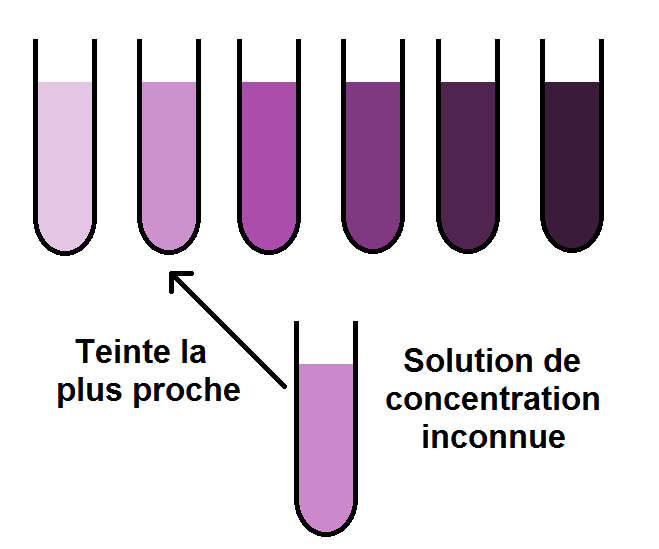 Teinte la
plus proche
Solution de
concentration
inconnue